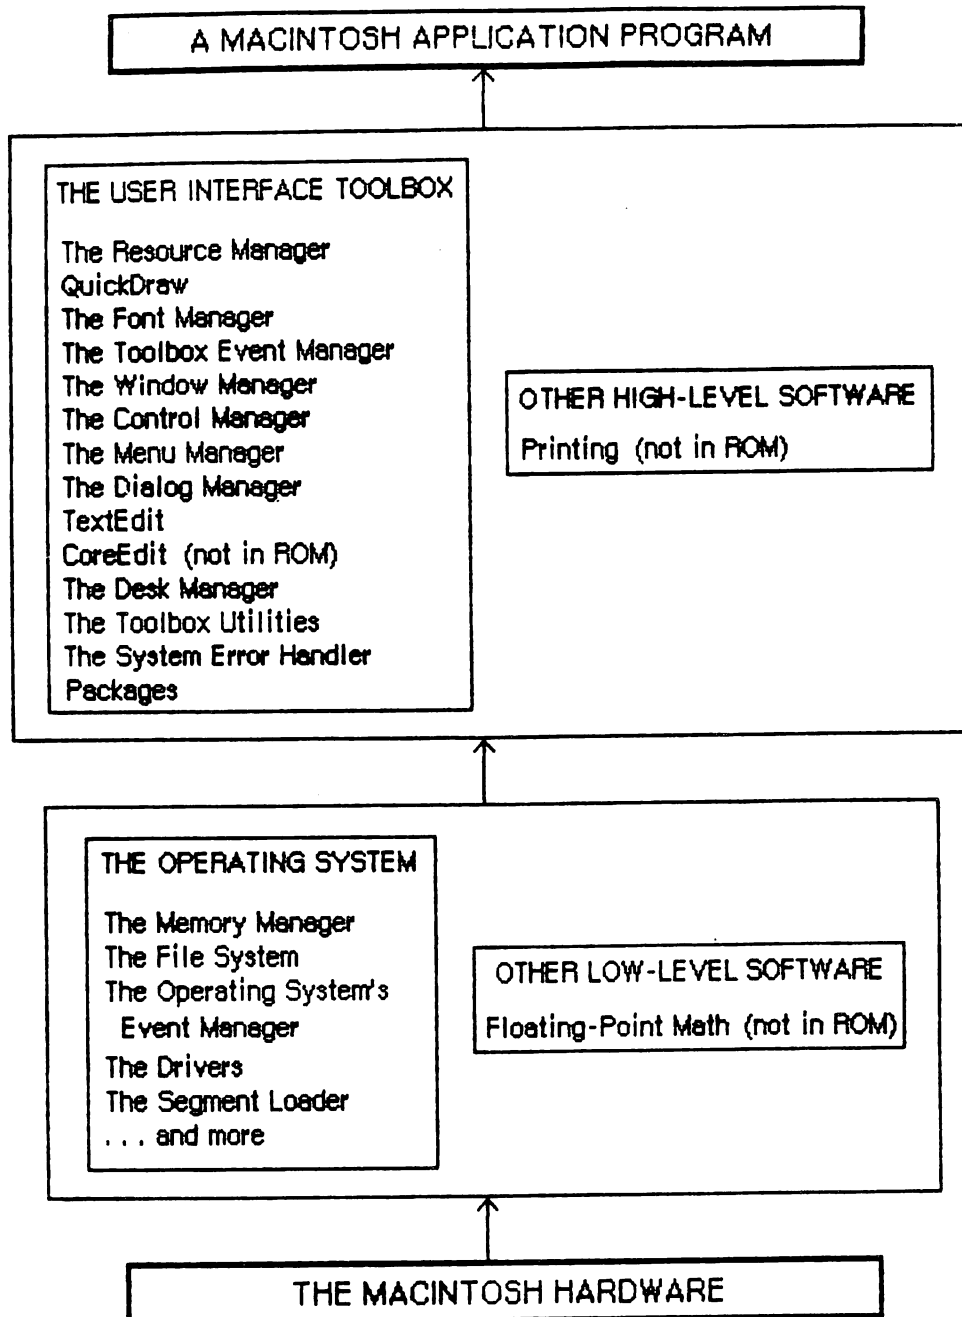 A MACINTOSH APPLICATION PROGRAM
THE USER INTERFACE TOOLBOX
The Resource Manager
QuickDraw
The Font Manager
The Toolbox Event Manager
The Window Manager
The Control Manager
The Menu Manager
The Dialog Manager
TextEdit
CoreEdit (not in ROM)
The Desk Manager
The Toolbox Utilities
The System Error Handler
Packages
OTHER HIGH-LEVEL SOFTWARE
Printing (not in ROM)
THE OPERATING SYSTEM
The Memory Manager
The File System
The Operating System's
Event Manager
The Drivers
The Segment Loader
. . . and more
OTHER LOW-LEVEL SOFTWARE
Floating-Point Math (not in ROM)
THE MACINTOSH HARDWARE